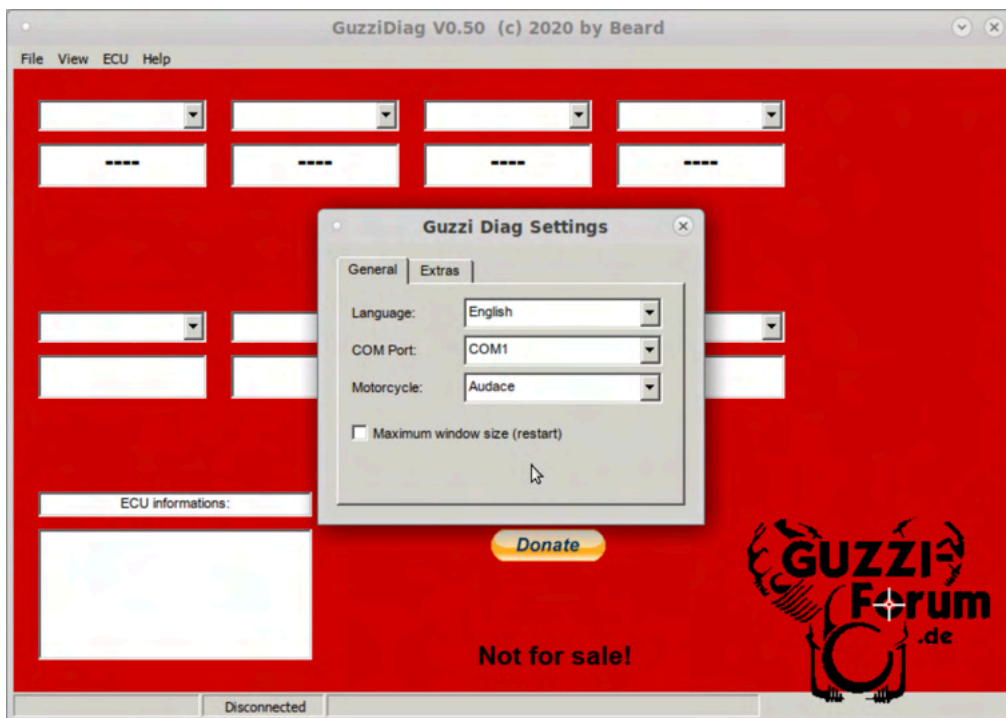 GuzziDiag V0.50 (c) 2020 by Beard
File View ECU Help
---- ---- ---- ----
Guzzi Diag Settings
General Extras
Language: English
COM Port: COM1
Motorcycle: Audace
Maximum window size (restart)
ECU informations:
Donate
GUZZI-
Forum
.de
Not for sale!
Disconnected